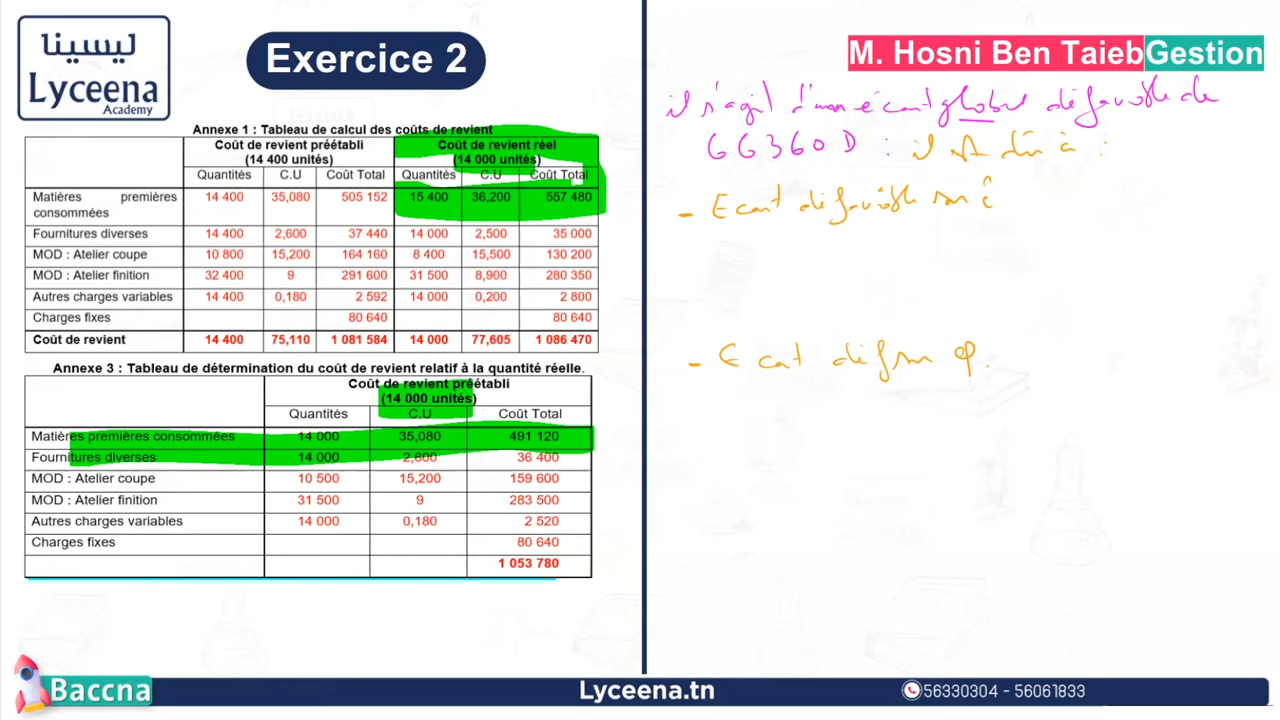 ليسينا
Lyceena
Academy
Exercice 2
M. Hosni Ben Taieb Gestion
il s'agit d'un écart global défavorable de
66360D : il est dû à :
- Ecart défavorable sur ĉ
- Ecart déf sur φ.
Annexe 1 : Tableau de calcul des coûts de revient
Coût de revient préétabli Coût de revient réel
(14 400 unités) (14 000 unités)
Quantités C.U Coût Total Quantités C.U Coût Total
Matières premières consommées 14 400 35,080 505 152 15 400 36,200 557 480
Fournitures diverses 14 400 2,600 37 440 14 000 2,500 35 000
MOD : Atelier coupe 10 800 15,200 164 160 8 400 15,500 130 200
MOD : Atelier finition 32 400 9 291 600 31 500 8,900 280 350
Autres charges variables 14 400 0,180 2 592 14 000 0,200 2 800
Charges fixes 80 640 80 640
Coût de revient 14 400 75,110 1 081 584 14 000 77,605 1 086 470
Annexe 3 : Tableau de détermination du coût de revient relatif à la quantité réelle.
Coût de revient préétabli
(14 000 unités)
Quantités C.U Coût Total
Matières premières consommées 14 000 35,080 491 120
Fournitures diverses 14 000 2,600 36 400
MOD : Atelier coupe 10 500 15,200 159 600
MOD : Atelier finition 31 500 9 283 500
Autres charges variables 14 000 0,180 2 520
Charges fixes 80 640
1 053 780
Baccna
Lyceena.tn
56330304 - 56061833